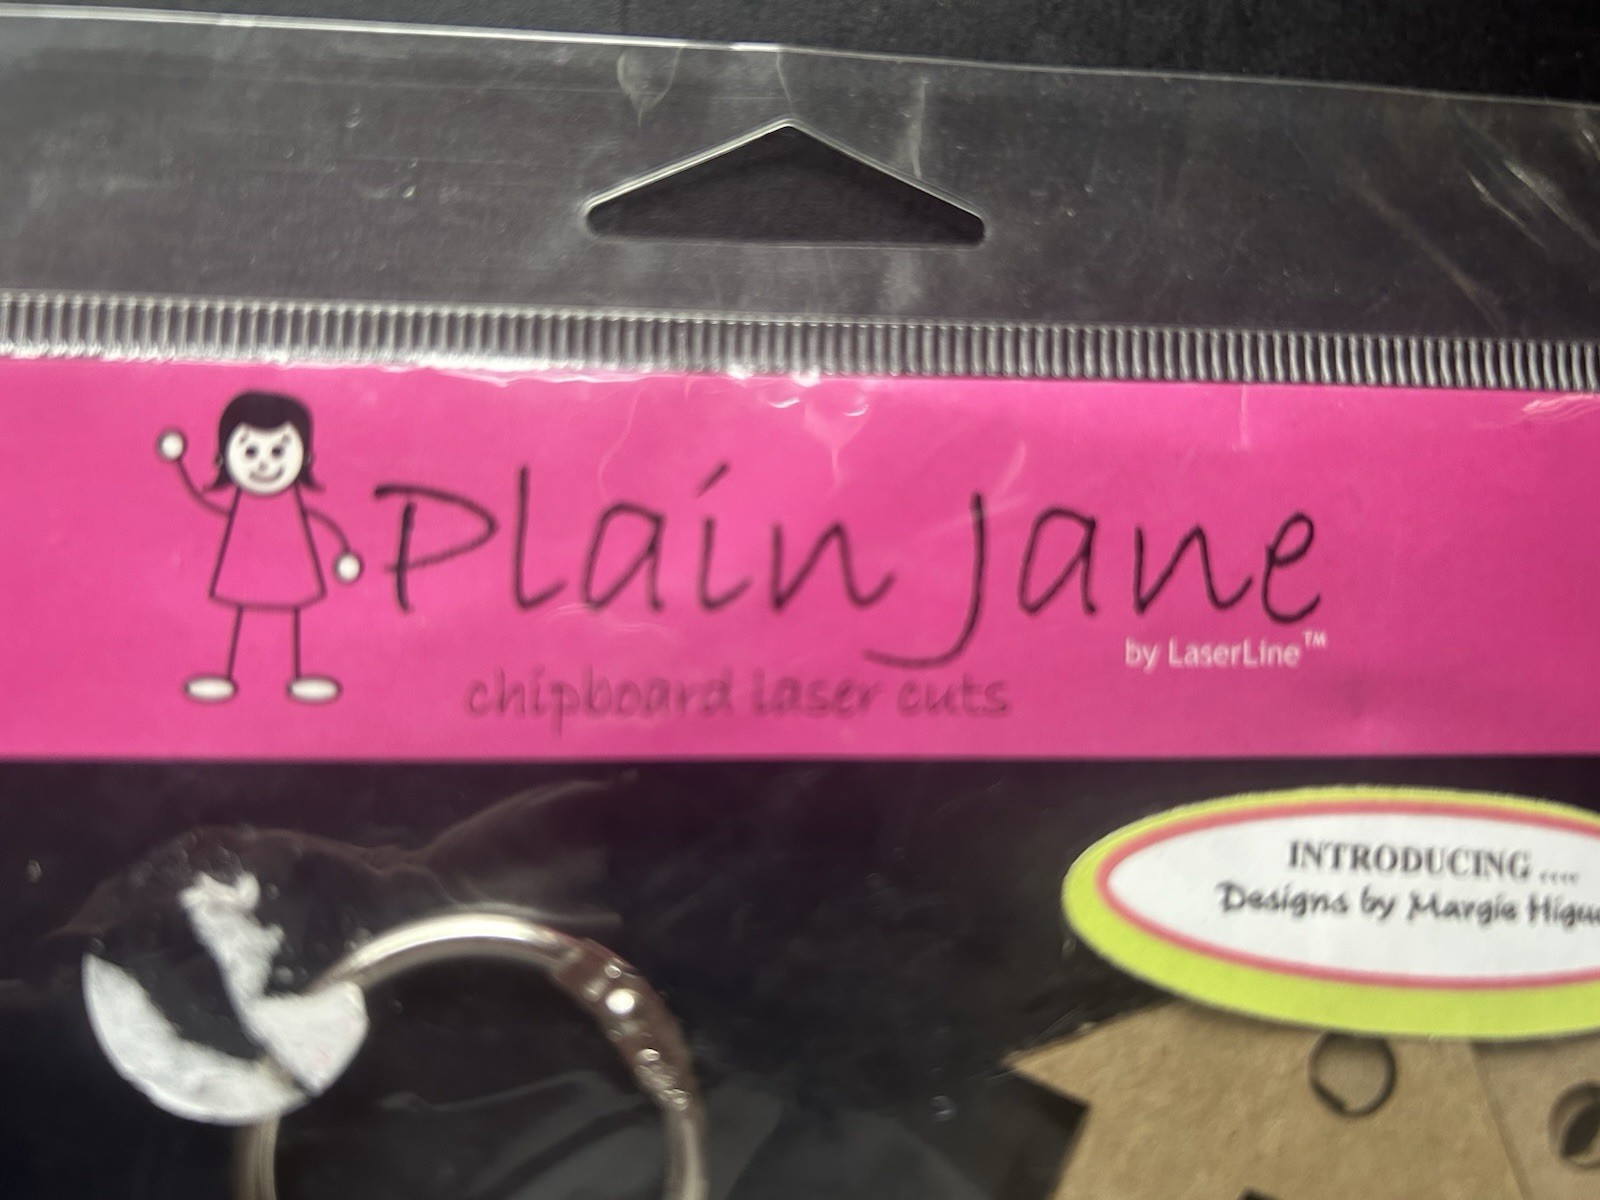 Plain Jane
by LaserLine™
chipboard laser cuts
INTRODUCING ....
Designs by Margie